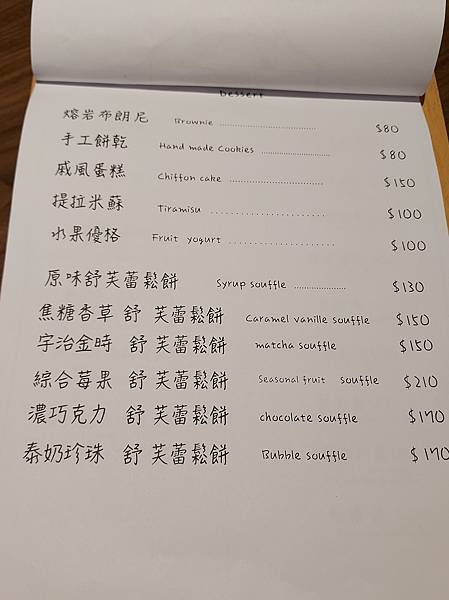 Dessert
熔岩布朗尼 Brownie .............................. $80
手工餅乾 Hand made Cookies ...................... $80
戚風蛋糕 Chiffon cake .............................. $150
提拉米蘇 Tiramisu ...................... $100
水果優格 Fruit yogurt .................... $100
原味舒芙蕾鬆餅 Syrup souffle ................. $130
焦糖香草 舒 芙蕾鬆餅 Caramel vanille souffle $150
宇治金時 舒 芙蕾鬆餅 matcha souffle $150
綜合莓果 舒 芙蕾鬆餅 Seasonal fruit souffle $210
濃巧克力 舒 芙蕾鬆餅 chocolate souffle $170
泰奶珍珠 舒 芙蕾鬆餅 Bubble souffle $170